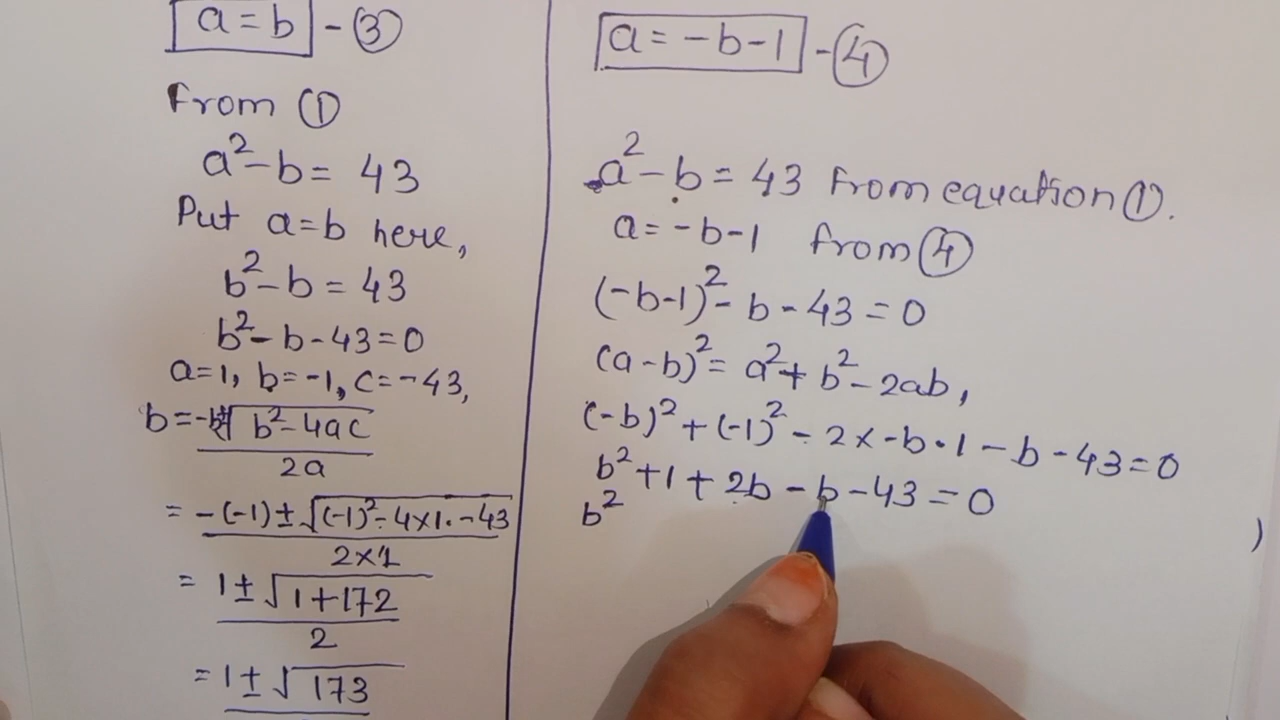 a = b - ③
From ①
a² - b = 43
Put a=b here,
b² - b = 43
b² - b - 43 = 0
a=1, b=-1, c=-43,
b = -b±√b²-4ac
2a
= -(-1)±√(-1)²-4×1·-43
2×1
= 1±√1+172
2
= 1±√173
a = -b-1 - ④
a² - b = 43 From equation ①.
a = -b-1 from ④
(-b-1)² - b - 43 = 0
(a-b)² = a² + b² - 2ab,
(-b)² + (-1)² - 2×-b·1 - b - 43 = 0
b² + 1 + 2b - b - 43 = 0
b²
)